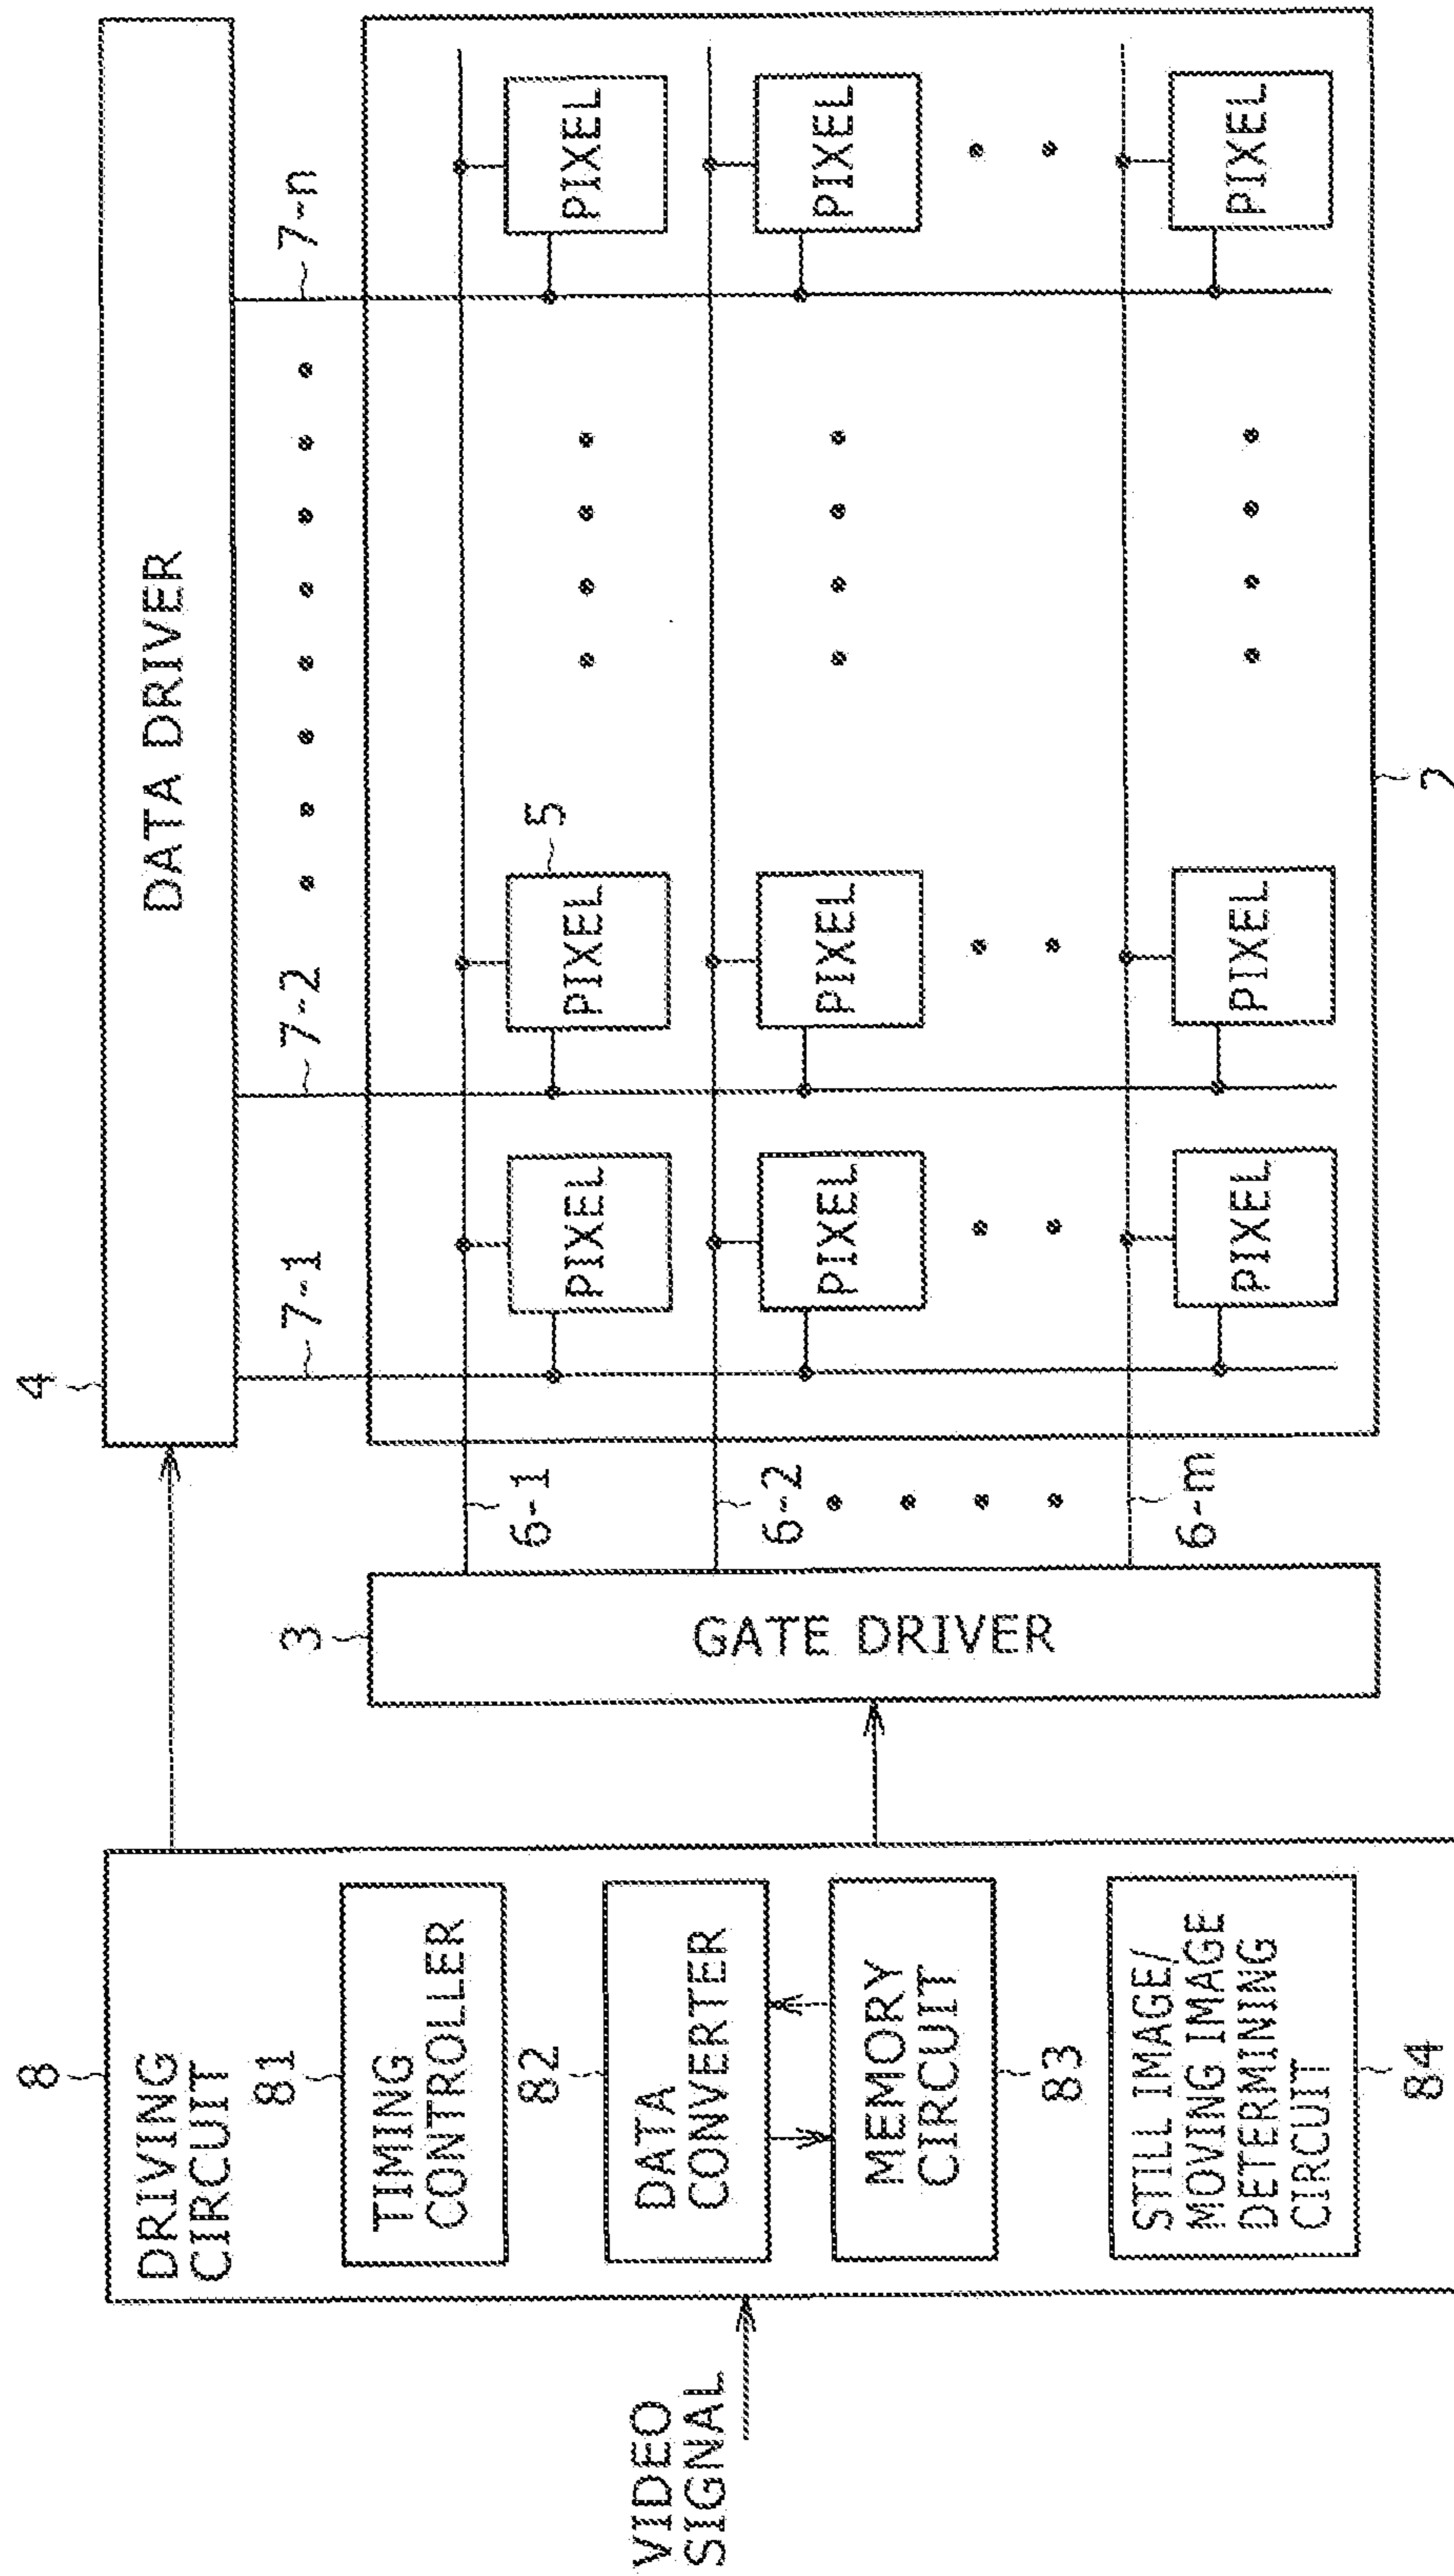 8
DRIVING
CIRCUIT
81
TIMING
CONTROLLER
82
DATA
CONVERTER
MEMORY
CIRCUIT
83
STILL IMAGE/
MOVING IMAGE
DETERMINING
CIRCUIT
84
VIDEO
SIGNAL
4
DATA DRIVER
7-1
7-2
7-n
3
GATE DRIVER
6-1
6-2
6-m
PIXEL
PIXEL
5
PIXEL
PIXEL
PIXEL
PIXEL
PIXEL
PIXEL
PIXEL
2